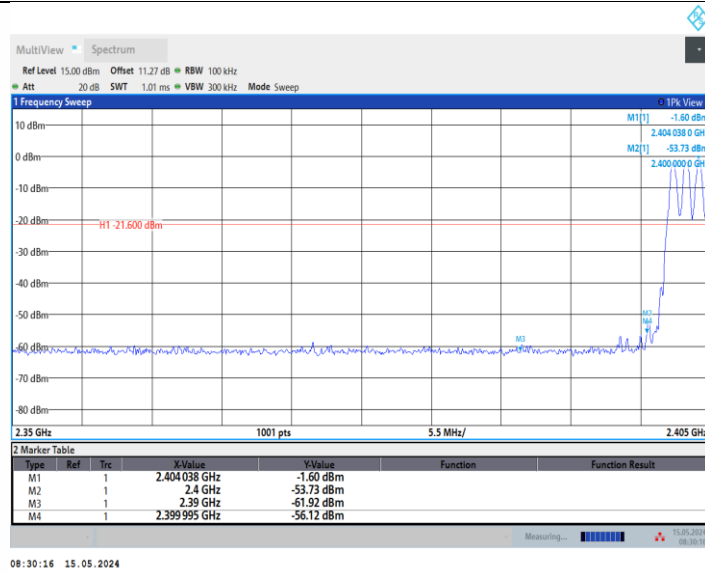 MultiView Spectrum
Ref Level 15.00 dBm Offset 11.27 dB RBW 100 kHz
Att 20 dB SWT 1.01 ms VBW 300 kHz Mode Sweep
1 Frequency Sweep 1Pk View
M1[1] -1.60 dBm
2.404 038 0 GHz
M2[1] -53.73 dBm
2.400 000 0 GHz
10 dBm
0 dBm
-10 dBm
-20 dBm
H1 -21.600 dBm
-30 dBm
-40 dBm
-50 dBm
M4
M3
-60 dBm
-70 dBm
-80 dBm
2.35 GHz 1001 pts 5.5 MHz/ 2.405 GHz
2 Marker Table
Type Ref Trc X-Value Y-Value Function Function Result
M1 1 2.404 038 GHz -1.60 dBm
M2 1 2.4 GHz -53.73 dBm
M3 1 2.39 GHz -61.92 dBm
M4 1 2.399 995 GHz -56.12 dBm
Measuring... 15.05.2024
08:30:16
08:30:16 15.05.2024